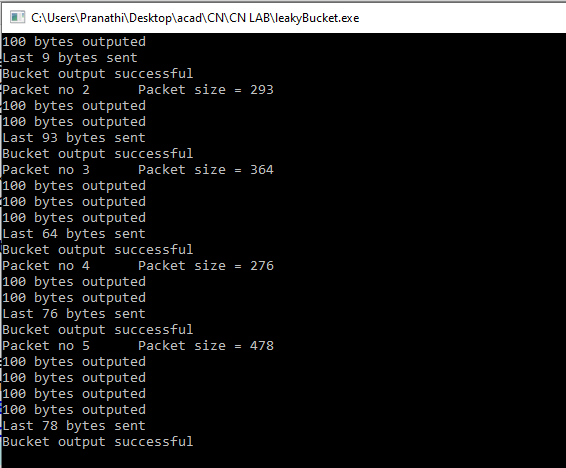 C:\Users\Pranathi\Desktop\acad\CN\CN LAB\leakyBucket.exe
100 bytes outputed
Last 9 bytes sent
Bucket output successful
Packet no 2      Packet size = 293
100 bytes outputed
100 bytes outputed
Last 93 bytes sent
Bucket output successful
Packet no 3      Packet size = 364
100 bytes outputed
100 bytes outputed
100 bytes outputed
Last 64 bytes sent
Bucket output successful
Packet no 4      Packet size = 276
100 bytes outputed
100 bytes outputed
Last 76 bytes sent
Bucket output successful
Packet no 5      Packet size = 478
100 bytes outputed
100 bytes outputed
100 bytes outputed
100 bytes outputed
Last 78 bytes sent
Bucket output successful